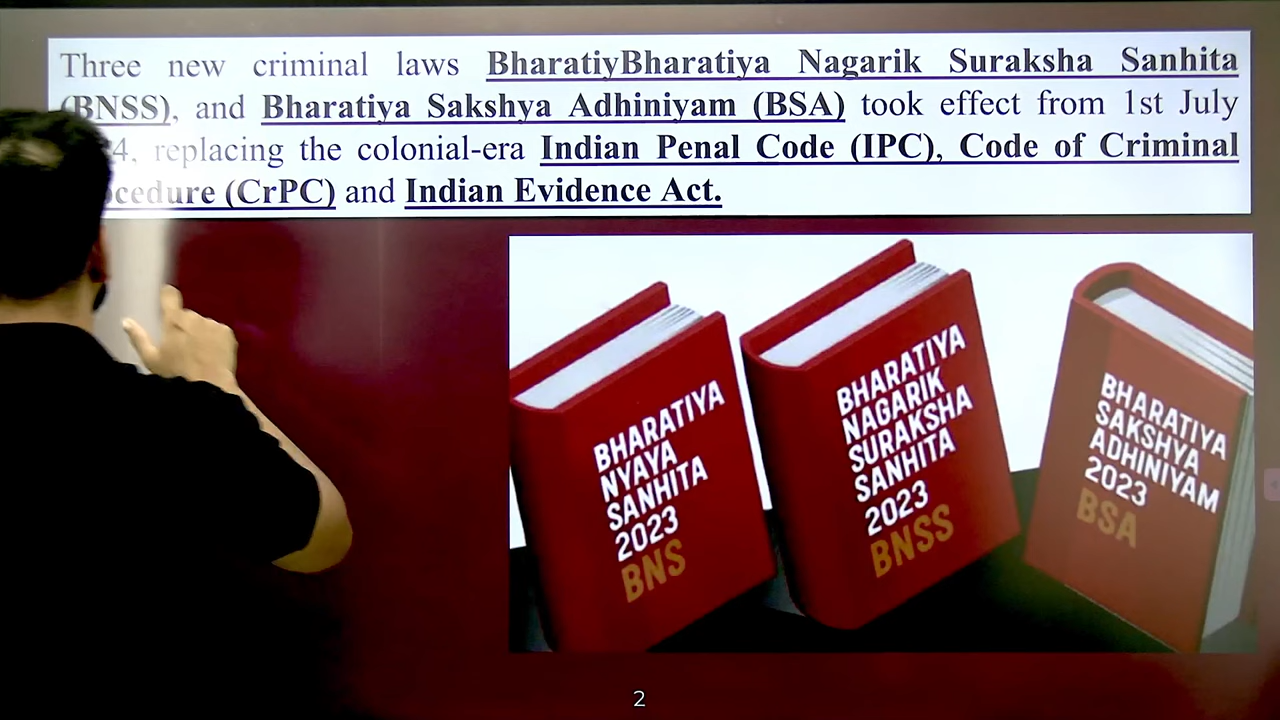 Three new criminal laws BharatiyBharatiya Nagarik Suraksha Sanhita
(BNSS), and Bharatiya Sakshya Adhiniyam (BSA) took effect from 1st July
4, replacing the colonial-era Indian Penal Code (IPC), Code of Criminal
ocedure (CrPC) and Indian Evidence Act.
BHARATIYA
NYAYA
SANHITA
2023
BNS
BHARATIYA
NAGARIK
SURAKSHA
SANHITA
2023
BNSS
BHARATIYA
SAKSHYA
ADHINIYAM
2023
BSA
2